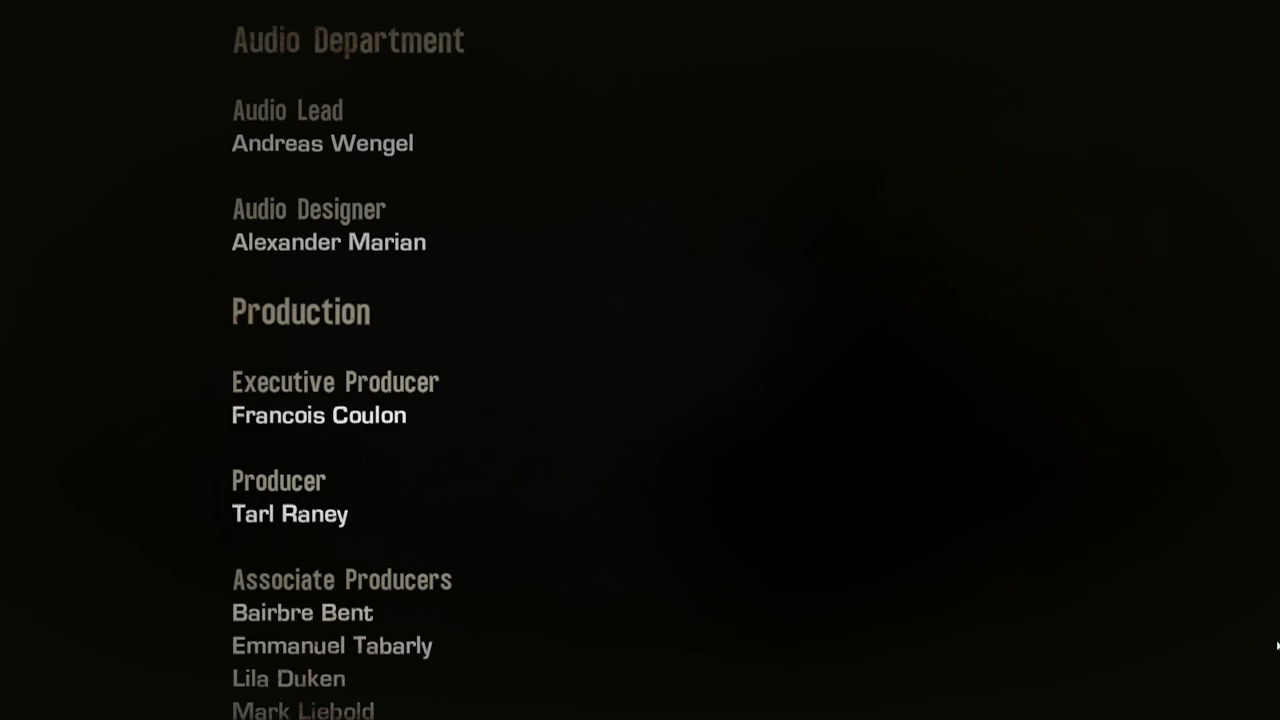 Audio Department
Audio Lead
Andreas Wengel
Audio Designer
Alexander Marian
Production
Executive Producer
Francois Coulon
Producer
Tarl Raney
Associate Producers
Bairbre Bent
Emmanuel Tabarly
Lila Duken
Mark Liebold